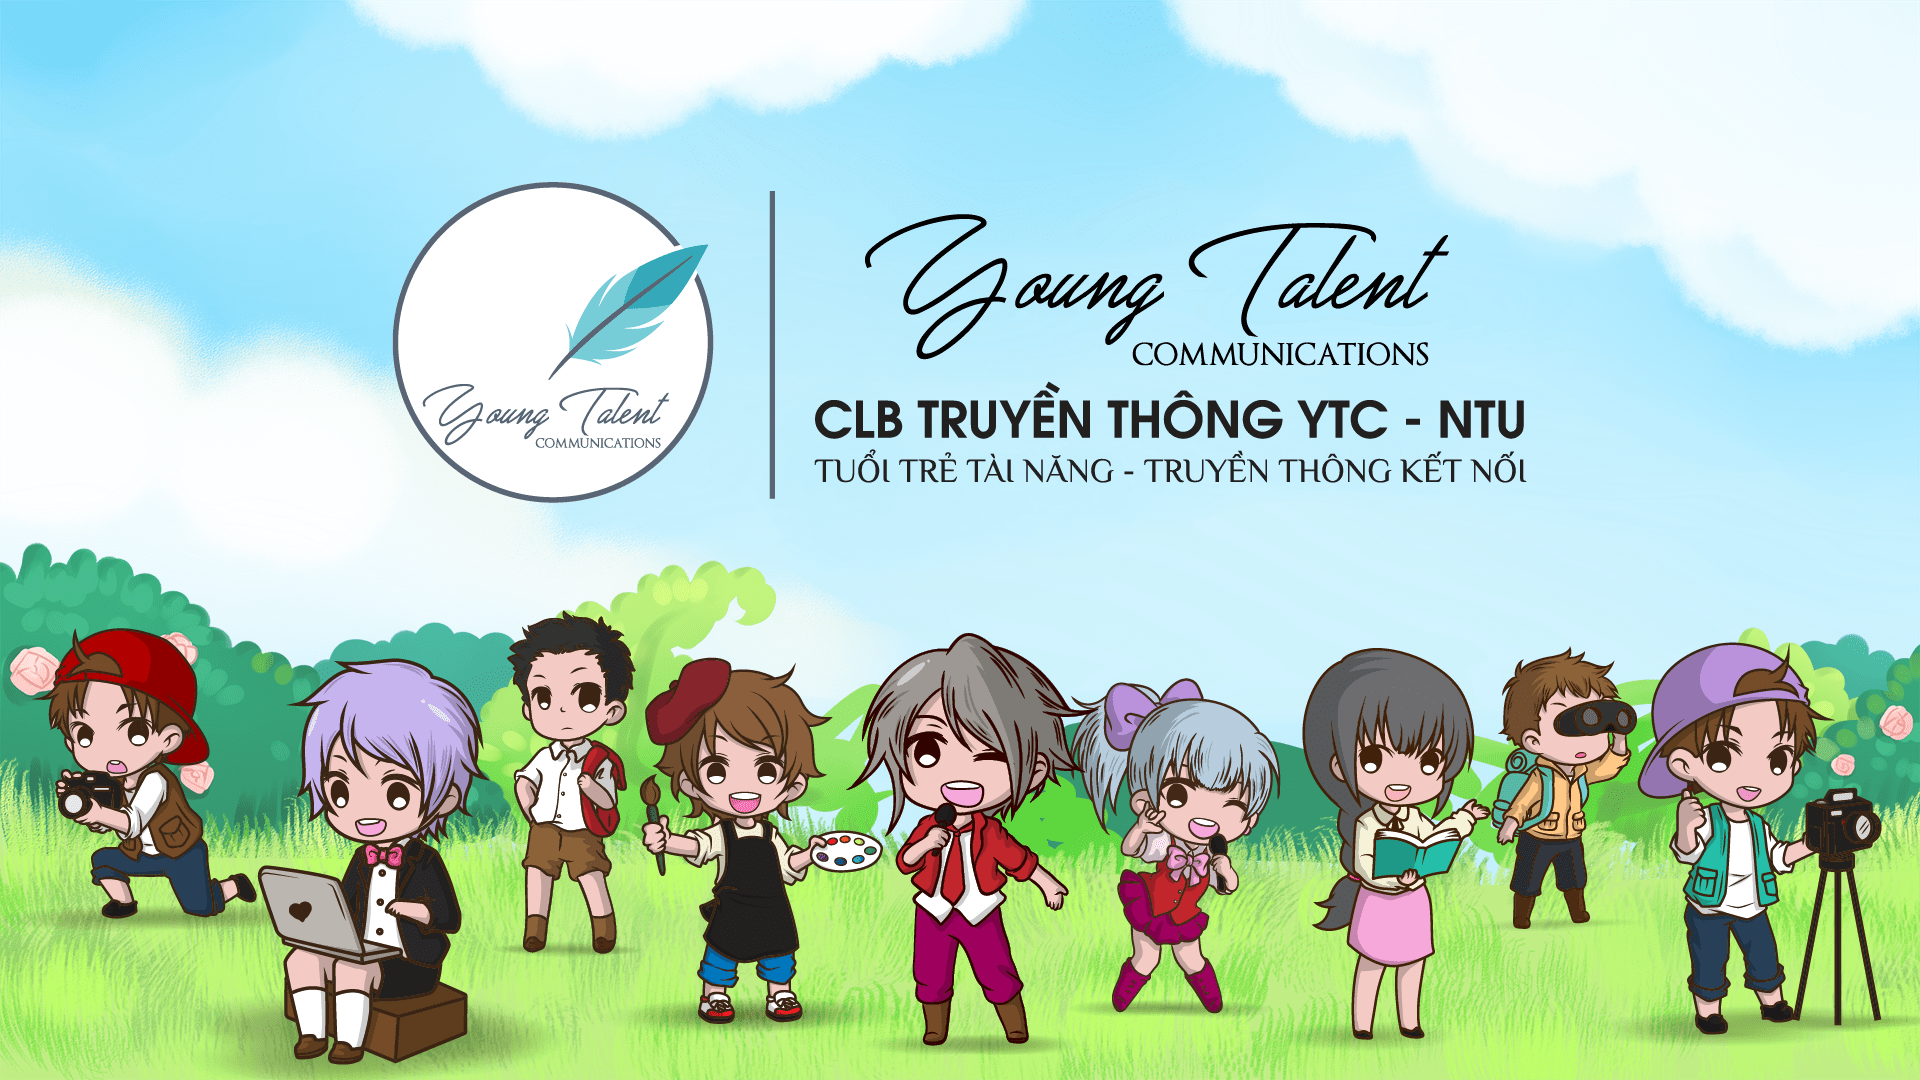 Young Talent
COMMUNICATIONS
Young Talent
COMMUNICATIONS
CLB TRUYỀN THÔNG YTC - NTU
TUỔI TRẺ TÀI NĂNG - TRUYỀN THÔNG KẾT NỐI